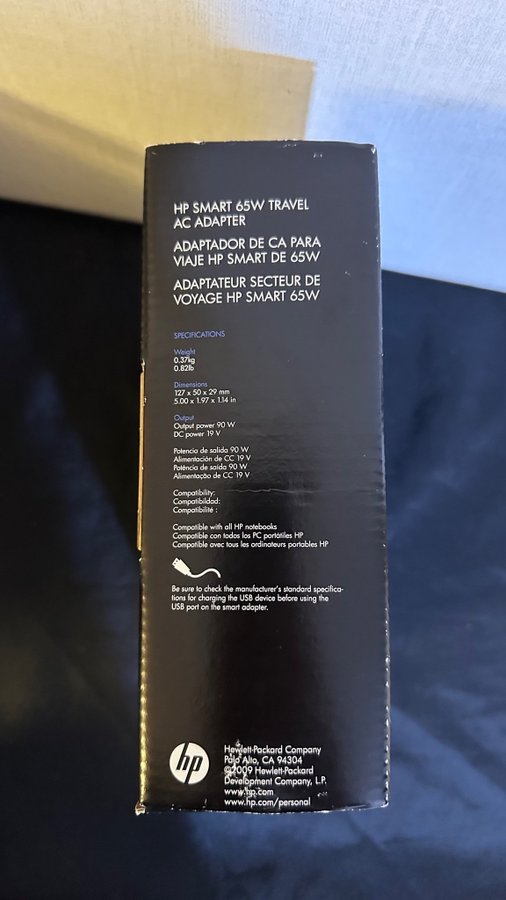 HP SMART 65W TRAVEL
AC ADAPTER
ADAPTADOR DE CA PARA
VIAJE HP SMART DE 65W
ADAPTATEUR SECTEUR DE
VOYAGE HP SMART 65W
SPECIFICATIONS
Weight
0.37kg
0.82lb
Dimensions
127 x 50 x 29 mm
5.00 x 1.97 x 1.14 in
Output
Output power 90 W
DC power 19 V
Potencia de salida 90 W
Alimentación de CC 19 V
Potência de saída 90 W
Alimentação de CC 19 V
Compatibility:
Compatibildad:
Compatibilité :
Compatible with all HP notebooks
Compatible con todos los PC portátiles HP
Compatible avec tous les ordinateurs portables HP
Be sure to check the manufacturer's standard specifica-
tions for charging the USB device before using the
USB port on the smart adapter.
hp
Hewlett-Packard Company
Palo Alto, CA 94304
©2009 Hewlett-Packard
Development Company, L.P.
www.hp.com
www.hp.com/personal